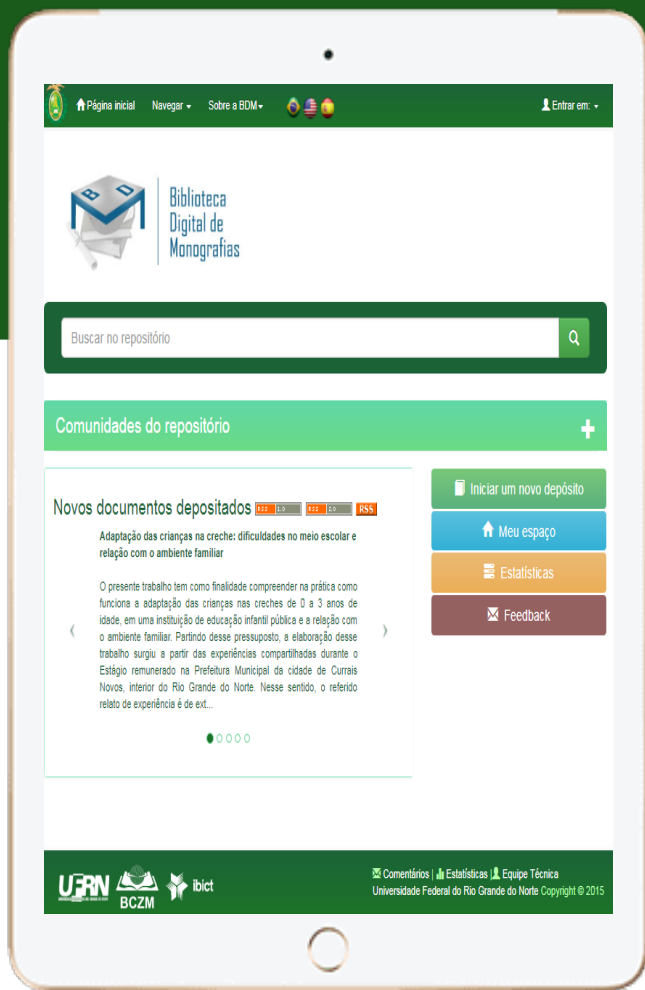 Página inicial Navegar Sobre a BDM Entrar em:
B D M
Biblioteca
Digital de
Monografias
Buscar no repositório
Comunidades do repositório
Novos documentos depositados RSS 1.0 RSS 2.0 RSS
Adaptação das crianças na creche: dificuldades no meio escolar e
relação com o ambiente familiar
O presente trabalho tem como finalidade compreender na prática como
funciona a adaptação das crianças nas creches de 0 a 3 anos de
idade, em uma instituição de educação infantil pública e a relação com
o ambiente familiar. Partindo desse pressuposto, a elaboração desse
trabalho surgiu a partir das experiências compartilhadas durante o
Estágio remunerado na Prefeitura Municipal da cidade de Currais
Novos, interior do Rio Grande do Norte. Nesse sentido, o referido
relato de experiência é de ext...
Iniciar um novo depósito
Meu espaço
Estatísticas
Feedback
UFRN
BCZM
ibict
Comentários | Estatísticas | Equipe Técnica
Universidade Federal do Rio Grande do Norte Copyright © 2015